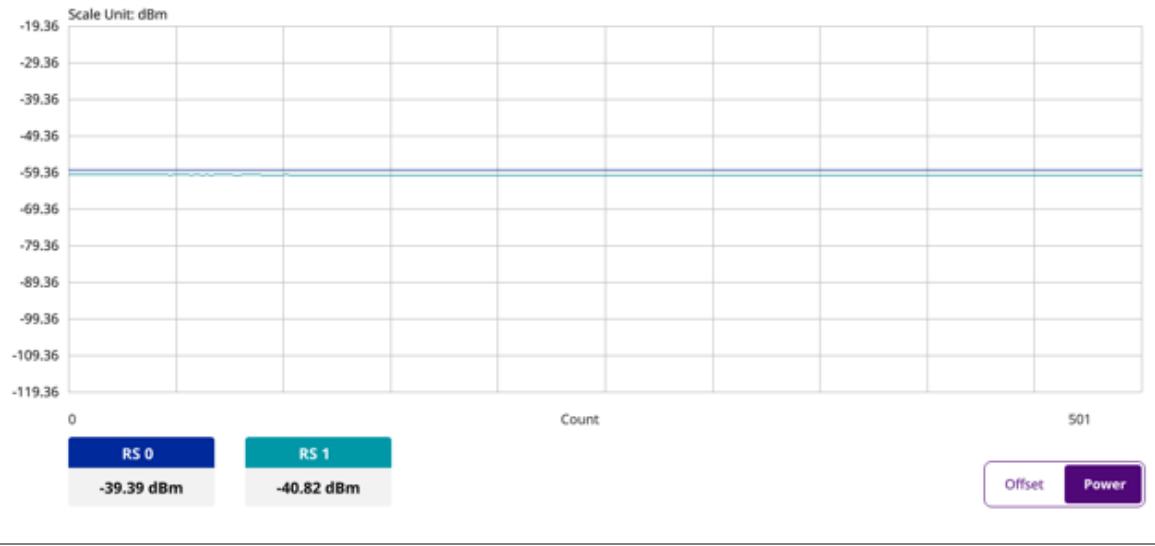 Scale Unit: dBm
-19.36
-29.36
-39.36
-49.36
-59.36
-69.36
-79.36
-89.36
-99.36
-109.36
-119.36
0 Count 501
RS 0 RS 1
-39.39 dBm -40.82 dBm
Offset Power